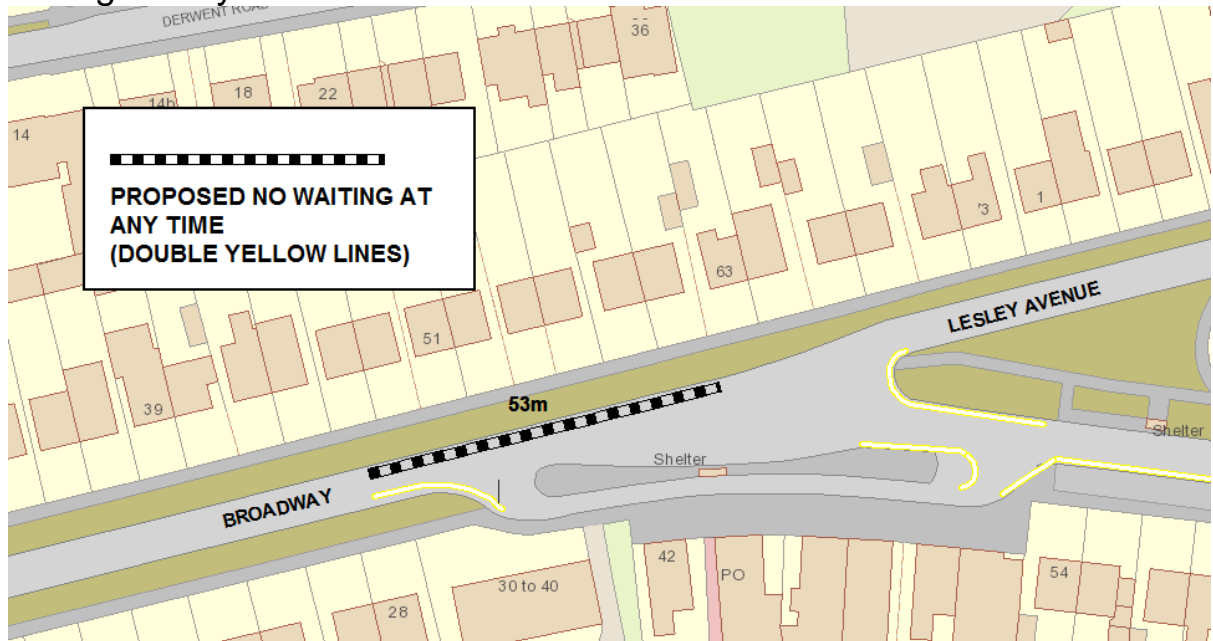 DERWENT ROAD
36
14b
18
22
14
PROPOSED NO WAITING AT
ANY TIME
(DOUBLE YELLOW LINES)
'3
1
63
LESLEY AVENUE
51
53m
39
Shelter
Shelter
BROADWAY
42
PO
54
30 to 40
28